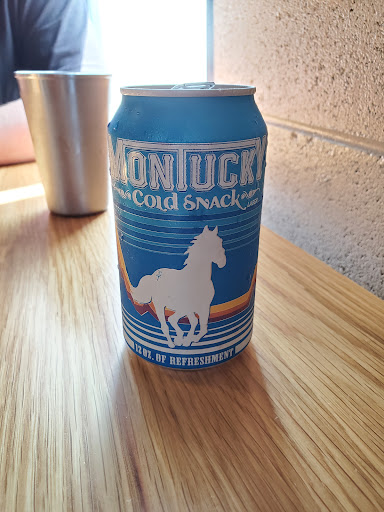 MONTUCKY
COLD SNACK
12 OZ. OF REFRESHMENT